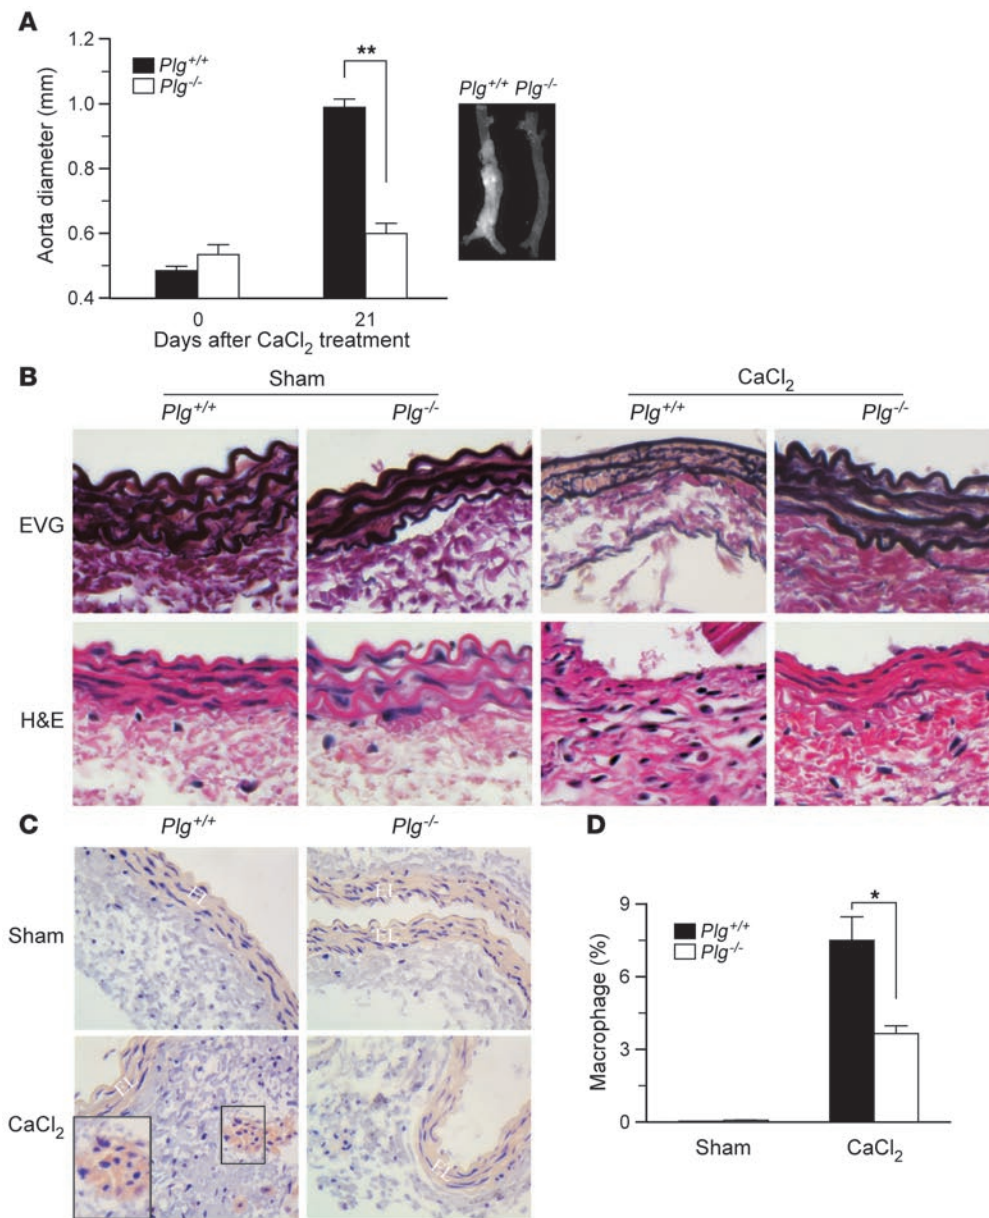 A
1.2
1.0
0.8
0.6
0.4
Aorta diameter (mm)
Plg+/+
Plg-/-
**
0
21
Days after CaCl2 treatment
Plg+/+ Plg-/-
B
Sham
CaCl2
Plg+/+
Plg-/-
Plg+/+
Plg-/-
EVG
H&E
C
Plg+/+
Plg-/-
Sham
CaCl2
D
9
6
3
0
Macrophage (%)
Plg+/+
Plg-/-
*
Sham
CaCl2